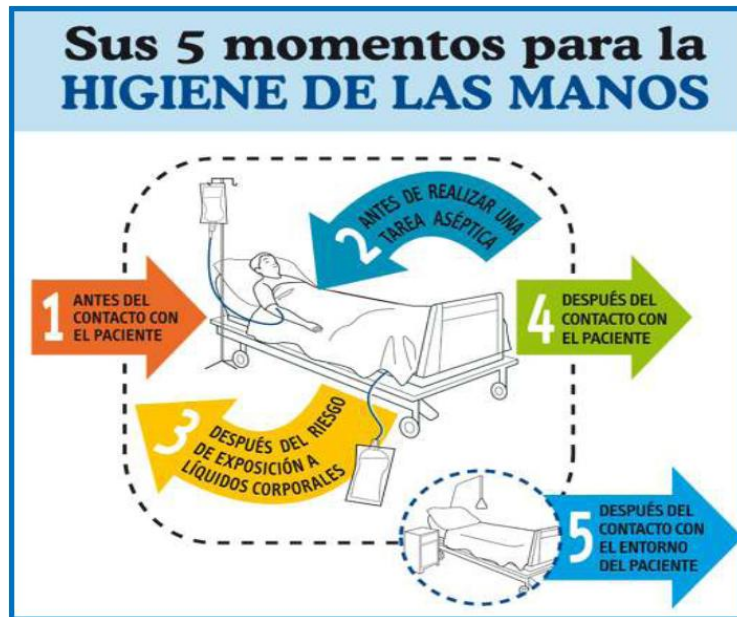 Sus 5 momentos para la
HIGIENE DE LAS MANOS
1
ANTES DEL
CONTACTO CON
EL PACIENTE
2
ANTES DE REALIZAR UNA
TAREA ASÉPTICA
3
DESPUÉS DEL RIESGO
DE EXPOSICIÓN A
LÍQUIDOS CORPORALES
4
DESPUÉS DEL
CONTACTO CON
EL PACIENTE
5
DESPUÉS DEL
CONTACTO CON
EL ENTORNO
DEL PACIENTE